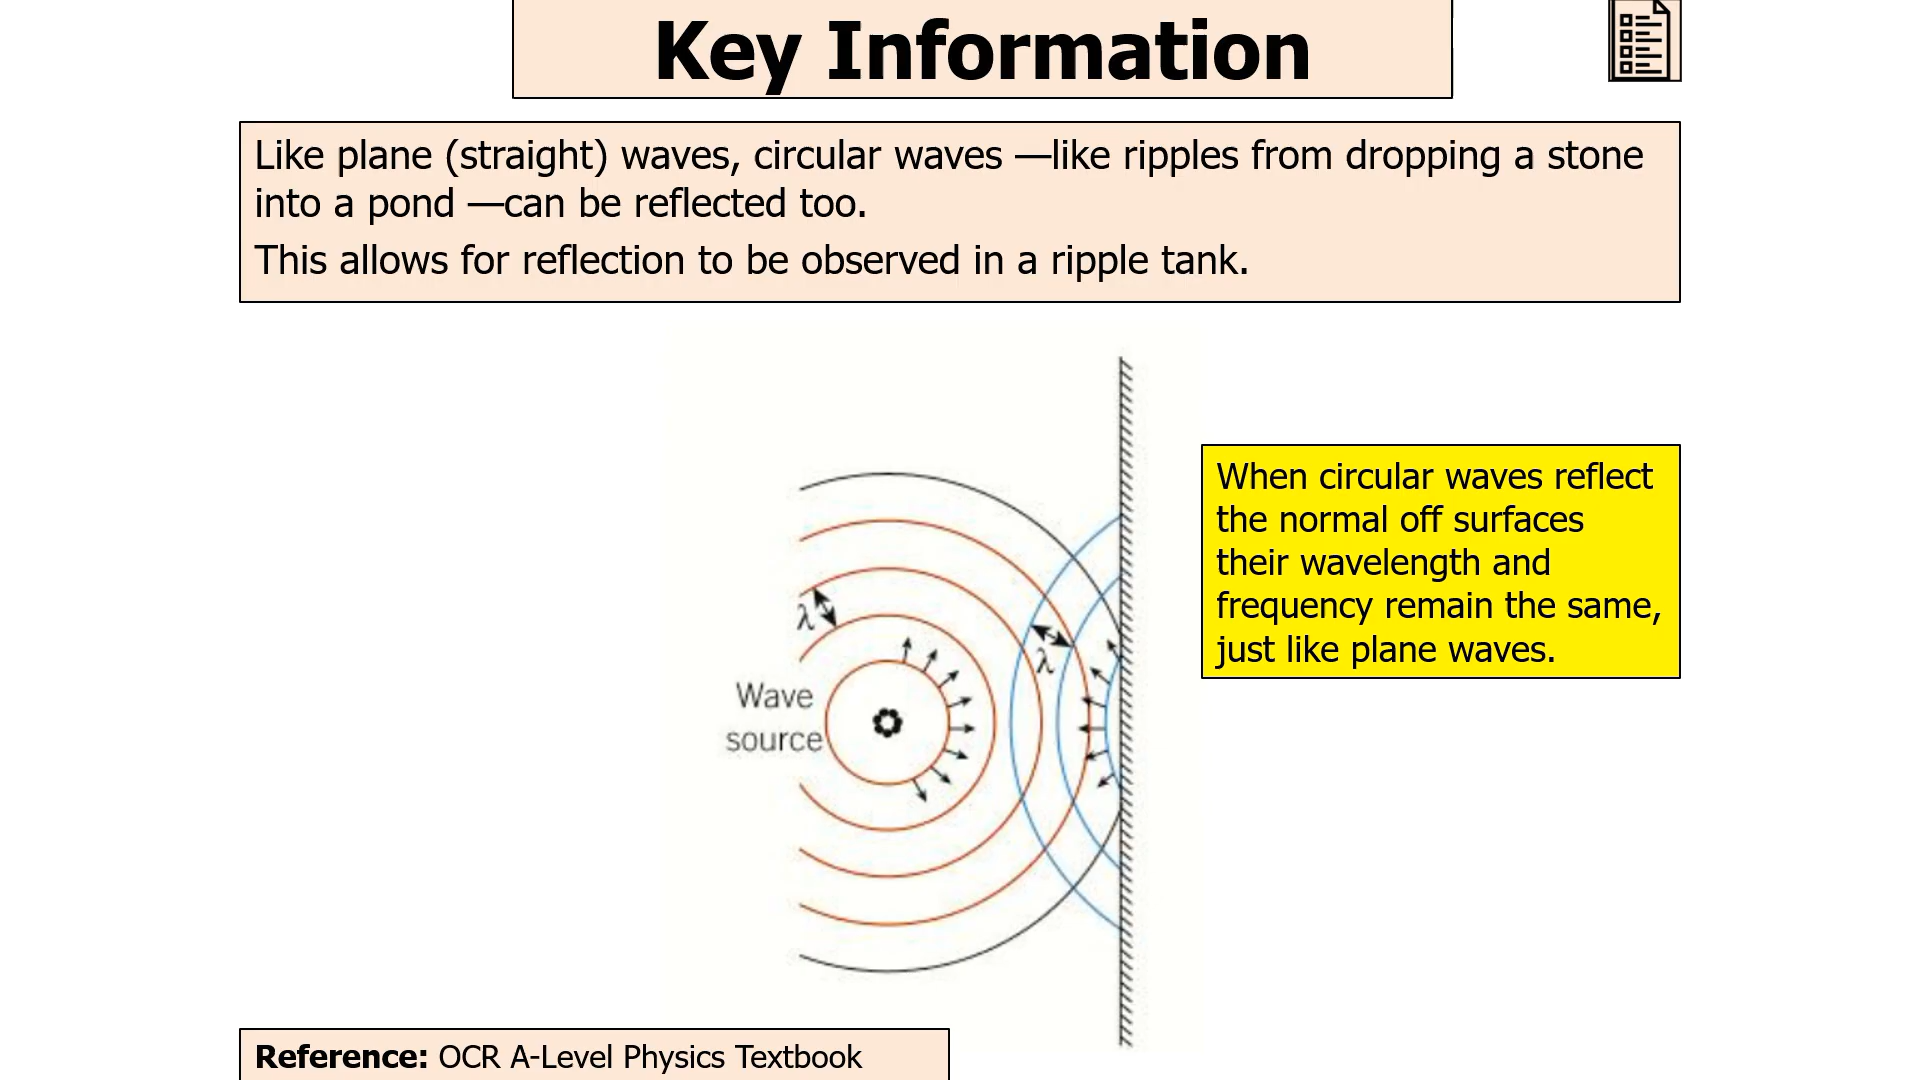 Key Information
Like plane (straight) waves, circular waves —like ripples from dropping a stone
into a pond —can be reflected too.
This allows for reflection to be observed in a ripple tank.
When circular waves reflect
the normal off surfaces
their wavelength and
frequency remain the same,
just like plane waves.
λ
λ
Wave
source
Reference: OCR A-Level Physics Textbook